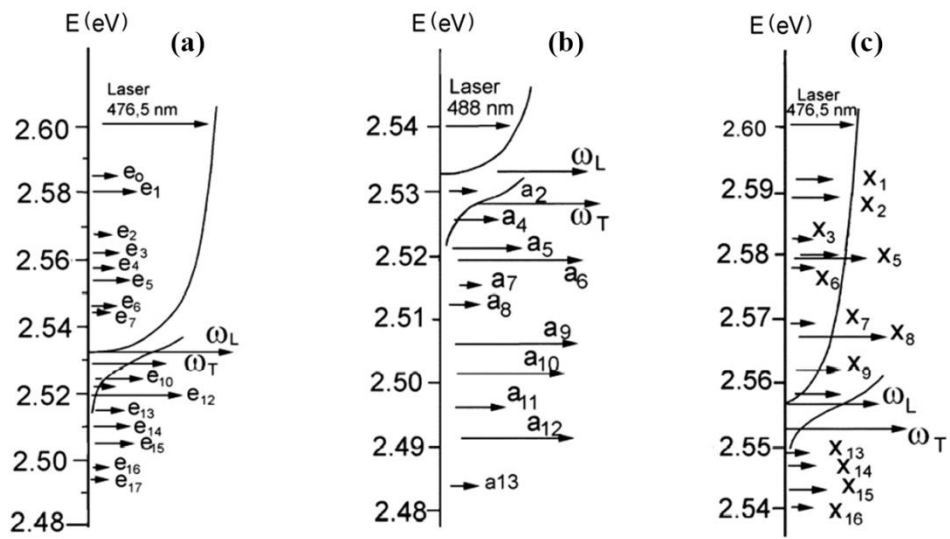 E (eV)
(a)
Laser
476,5 nm
2.60
2.58
2.56
2.54
2.52
2.50
2.48
e0
e1
e2
e3
e4
e5
e6
e7
ωL
ωT
e10
e12
e13
e14
e15
e16
e17
E (eV)
(b)
Laser
488 nm
2.54
2.53
2.52
2.51
2.50
2.49
2.48
ωL
a2
ωT
a4
a5
a6
a7
a8
a9
a10
a11
a12
a13
E (eV)
(c)
Laser
476,5 nm
2.60
2.59
2.58
2.57
2.56
2.55
2.54
x1
x2
x3
x5
x6
x7
x8
x9
ωL
ωT
x13
x14
x15
x16